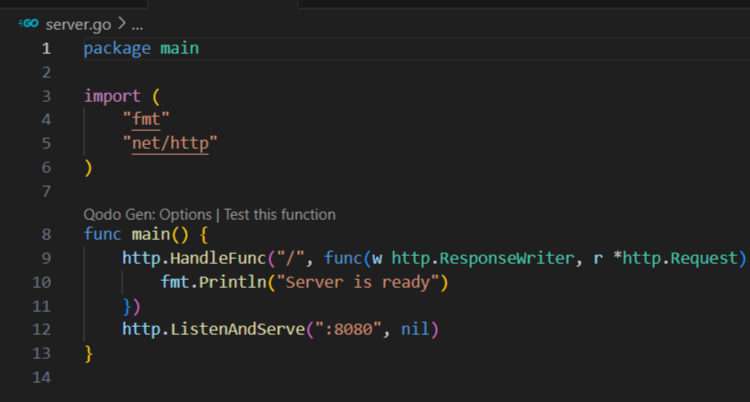 GO server.go > ...
1 package main
2
3 import (
4 "fmt"
5 "net/http"
6 )
7
Qodo Gen: Options | Test this function
8 func main() {
9 http.HandleFunc("/", func(w http.ResponseWriter, r *http.Request)
10 fmt.Println("Server is ready")
11 })
12 http.ListenAndServe(":8080", nil)
13 }
14